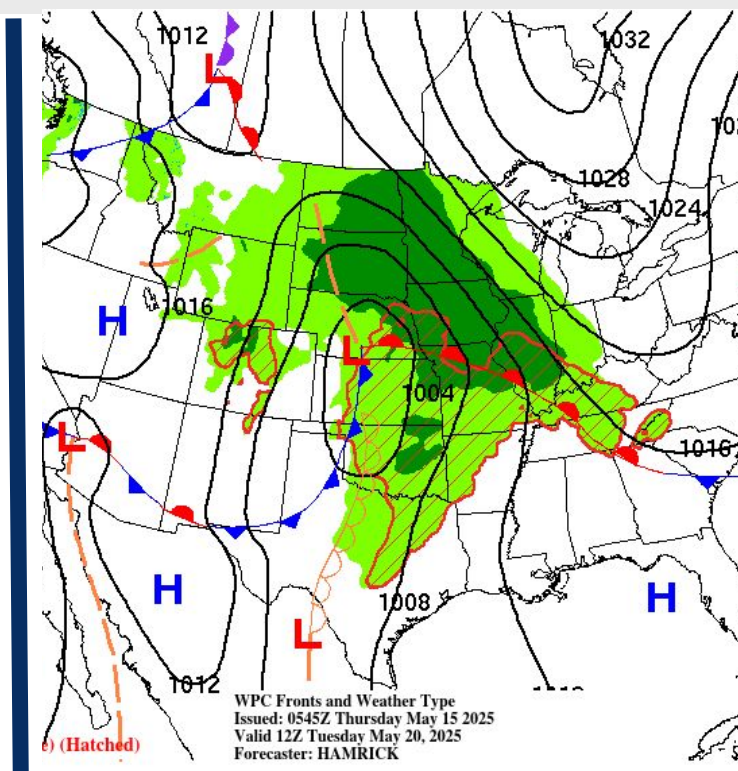 1012
L
1032
1028
1024
1016
H
L
1004
L
1016
H
H
1008
L
1012
WPC Fronts and Weather Type
Issued: 0545Z Thursday May 15 2025
Valid 12Z Tuesday May 20, 2025
Forecaster: HAMRICK
(Hatched)